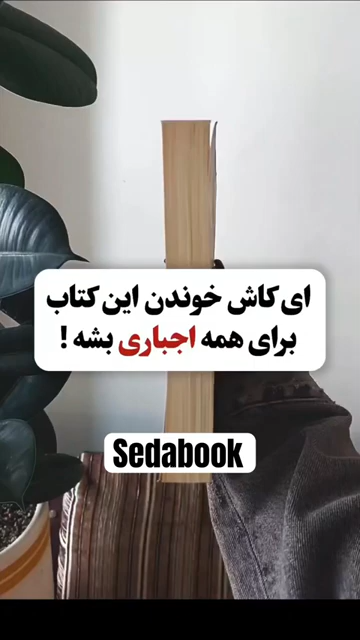 ای کاش خوندن این کتاب
برای همه اجباری بشه !
Sedabook